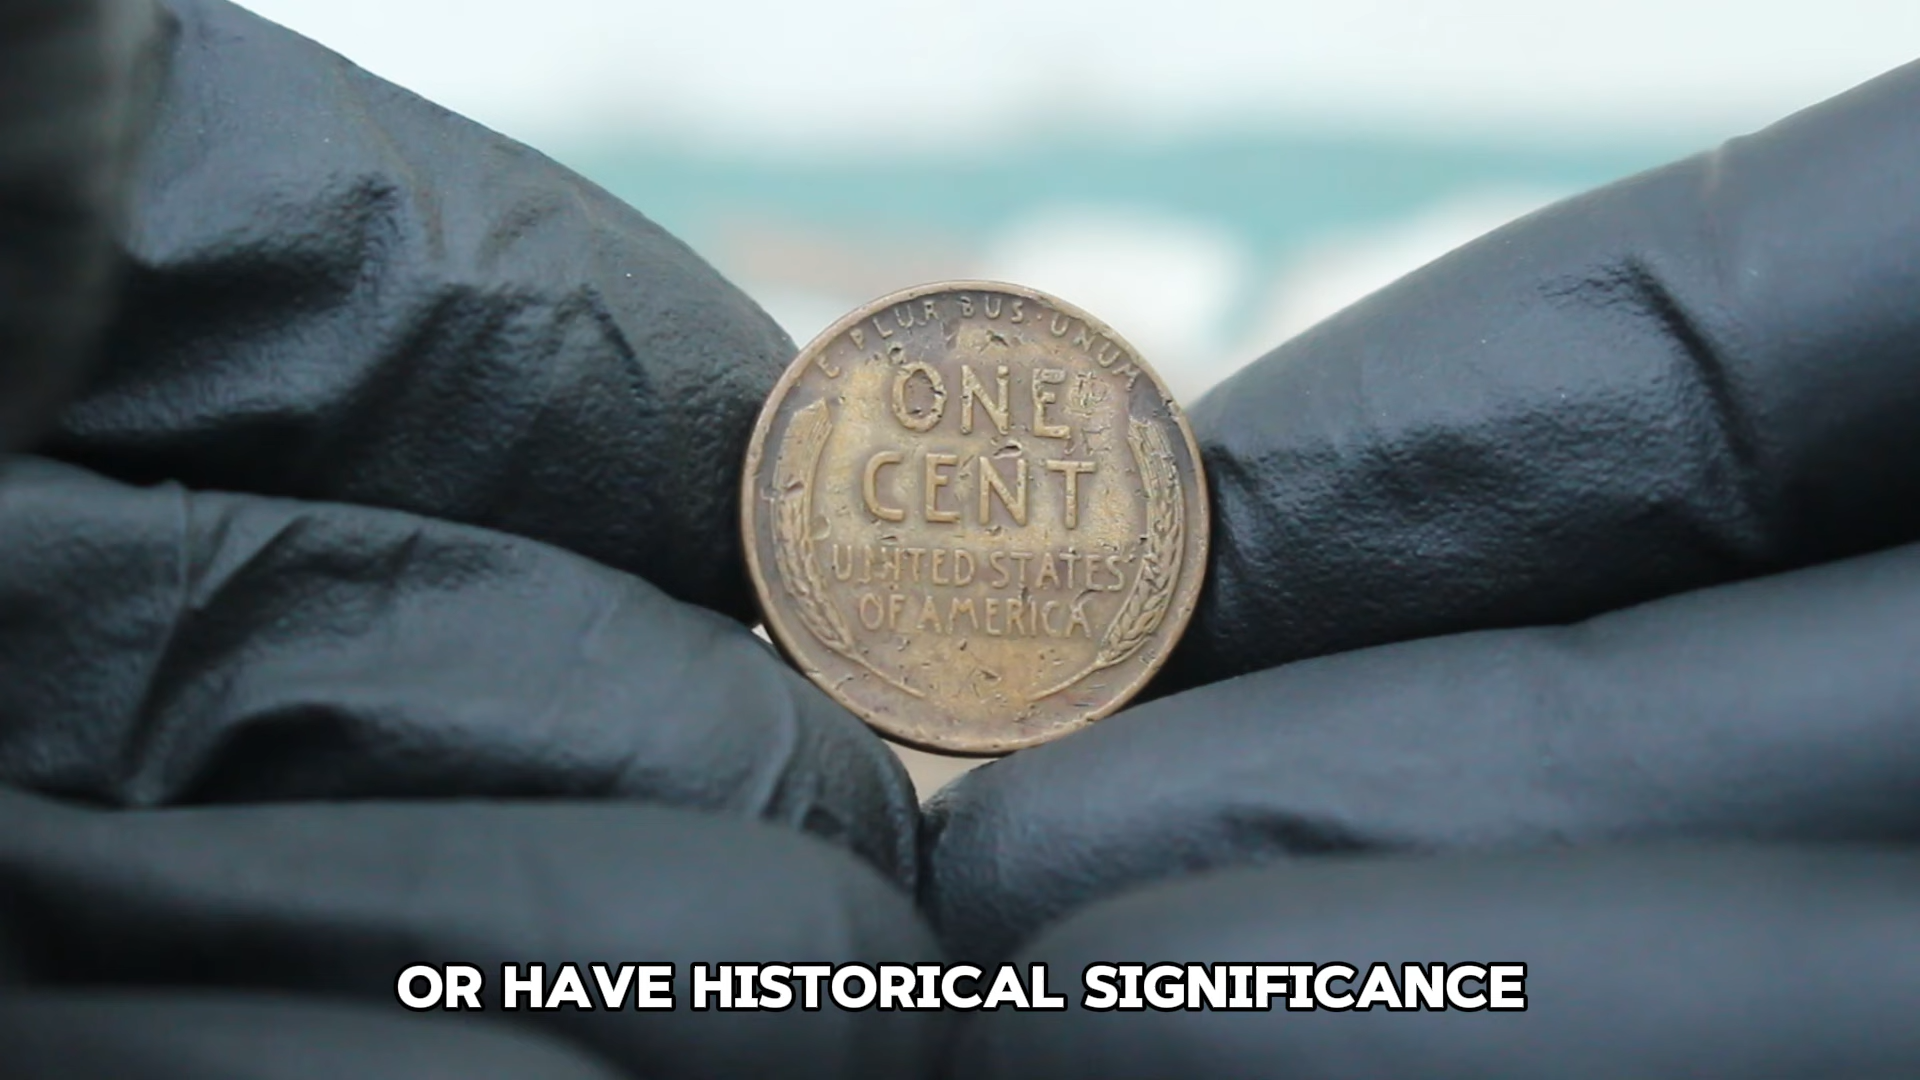 E·PLURIBUS·UNUM
ONE
CENT
UNITED STATES
OF AMERICA
OR HAVE HISTORICAL SIGNIFICANCE